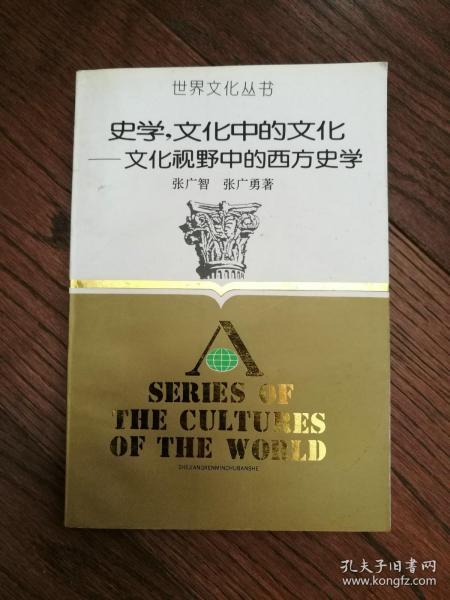 世界文化丛书
史学,文化中的文化
——文化视野中的西方史学
张广智 张广勇著
A
SERIES OF
THE CULTURES
OF THE WORLD
ZHEJIANGRENMINCHUBANSHE
孔夫子旧书网
www.kongfz.com